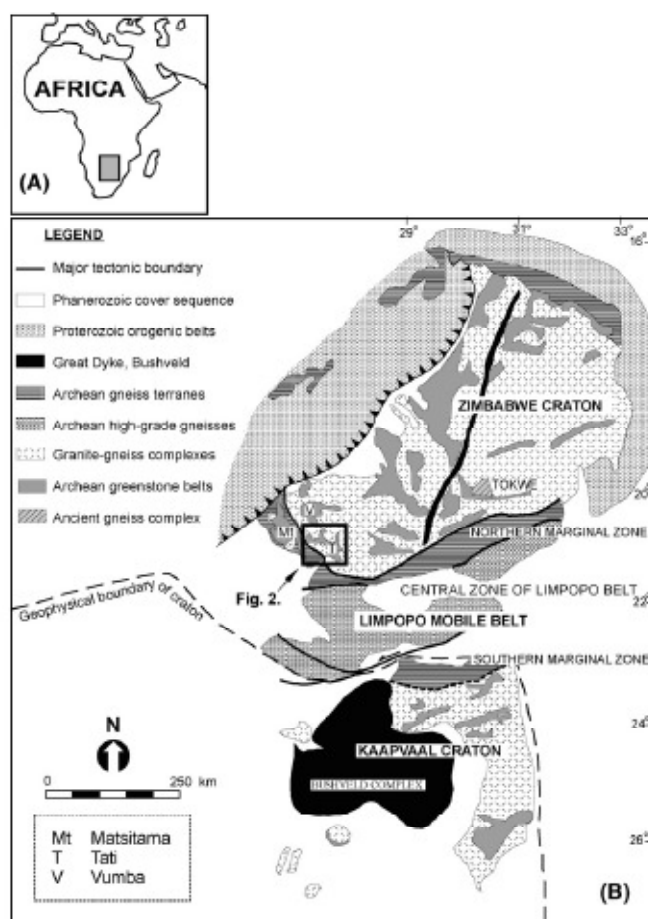 AFRICA
(A)
29°
31°
33°
16°
LEGEND
Major tectonic boundary
Phanerozoic cover sequence
Proterozoic orogenic belts
Great Dyke, Bushveld
Archean gneiss terranes
Archean high-grade gneisses
Granite-gneiss complexes
Archean greenstone belts
Ancient gneiss complex
ZIMBABWE CRATON
TOKWE
20°
V
Mt
T
NORTHERN MARGINAL ZONE
Fig. 2.
CENTRAL ZONE OF LIMPOPO BELT
22°
Geophysical boundary of craton
LIMPOPO MOBILE BELT
SOUTHERN MARGINAL ZONE
24°
N
KAAPVAAL CRATON
0 250 km
BUSHVELD COMPLEX
Mt Matsitama
T Tati
V Vumba
26°
(B)